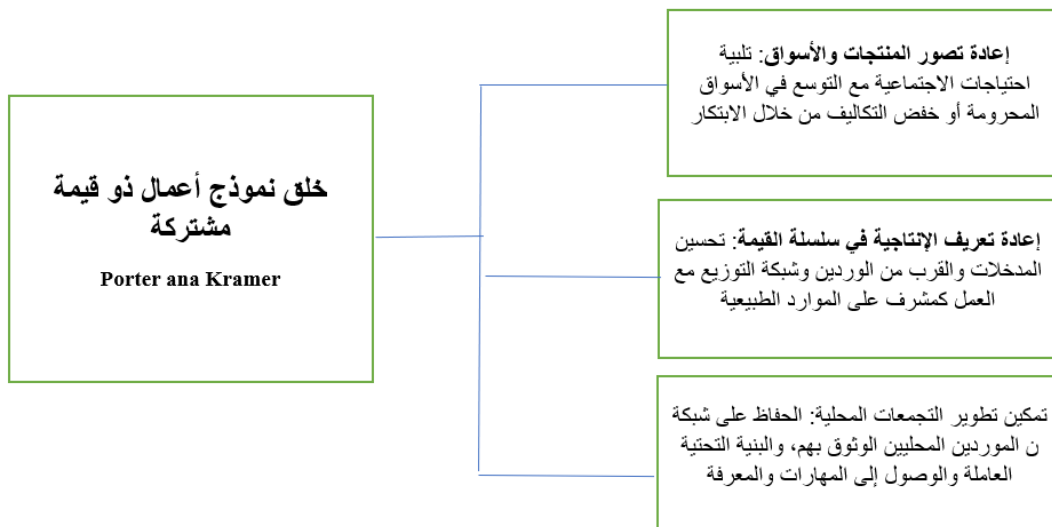 إعادة تصور المنتجات والأسواق: تلبية
احتياجات الاجتماعية مع التوسع في الأسواق
المحرومة أو خفض التكاليف من خلال الابتكار
خلق نموذج أعمال ذو قيمة
مشتركة
Porter ana Kramer
إعادة تعريف الإنتاجية في سلسلة القيمة: تحسين
المدخلات والقرب من الوردين وشبكة التوزيع مع
العمل كمشرف على الموارد الطبيعية
تمكين تطوير التجمعات المحلية: الحفاظ على شبكة
ن الموردين المحليين الوثوق بهم، والبنية التحتية
العاملة والوصول إلى المهارات والمعرفة